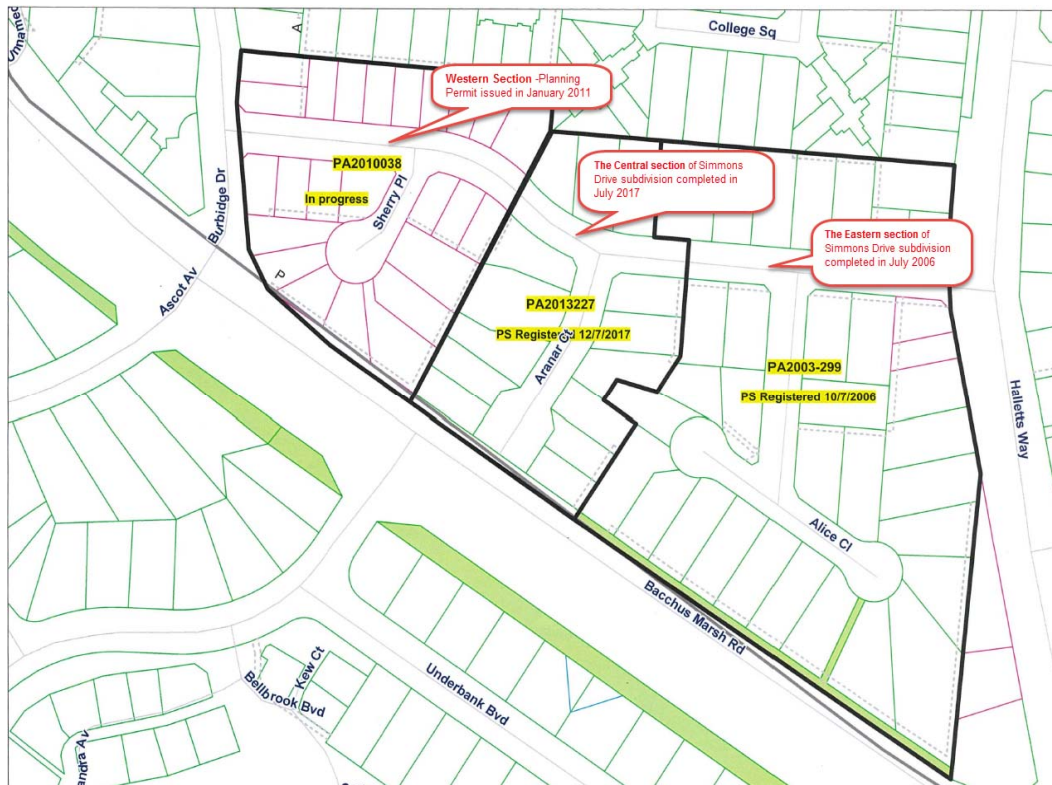 College Sq
A
Western Section -Planning
Permit issued in January 2011
PA2010038
In progress
Sherry Pl
Burbidge Dr
P
Ascot Av
The Central section of Simmons
Drive subdivision completed in
July 2017
The Eastern section of
Simmons Drive subdivision
completed in July 2006
PA2013227
PS Registered 12/7/2017
Aranar Ct
PA2003-299
PS Registered 10/7/2006
Halletts Way
Alice Cl
Bacchus Marsh Rd
Underbank Bvd
Kew Ct
Bellbrook Bvd
andra Av